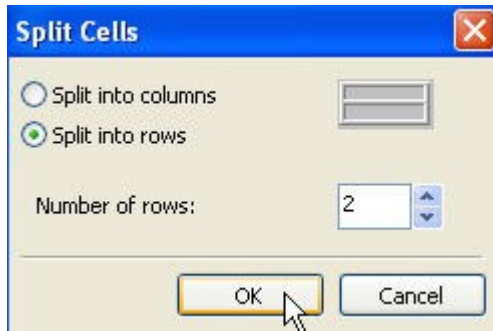 Split Cells
Split into columns
Split into rows
Number of rows: 2
OK Cancel